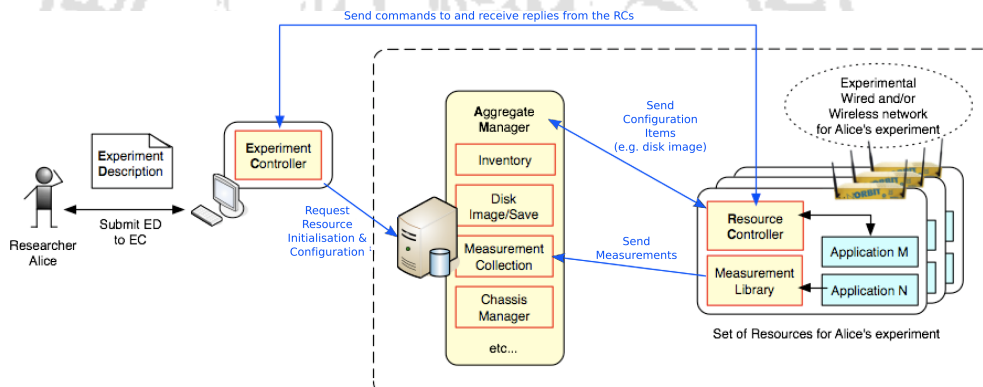 Send commands to and receive replies from the RCs
Experiment
Description
Researcher
Alice
Submit ED
to EC
Experiment
Controller
Request
Resource
Initialisation &
Configuration
Aggregate
Manager
Inventory
Disk
Image/Save
Measurement
Collection
Chassis
Manager
etc...
Send
Configuration
Items
(e.g. disk image)
Send
Measurements
Experimental
Wired and/or
Wireless network
for Alice's experiment
ORBIT
Resource
Controller
Measurement
Library
Application M
Application N
Set of Resources for Alice's experiment